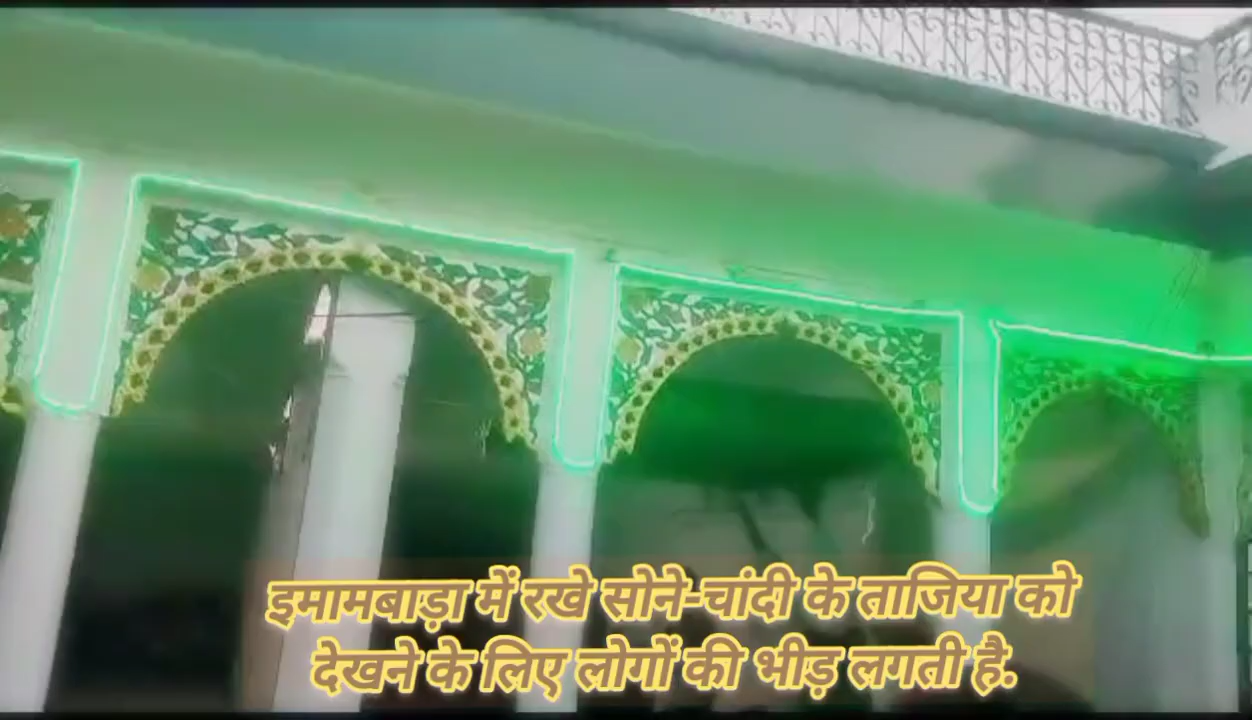 इमामबाड़ा में रखे सोने-चांदी के ताजिया को
देखने के लिए लोगों की भीड़ लगती है.